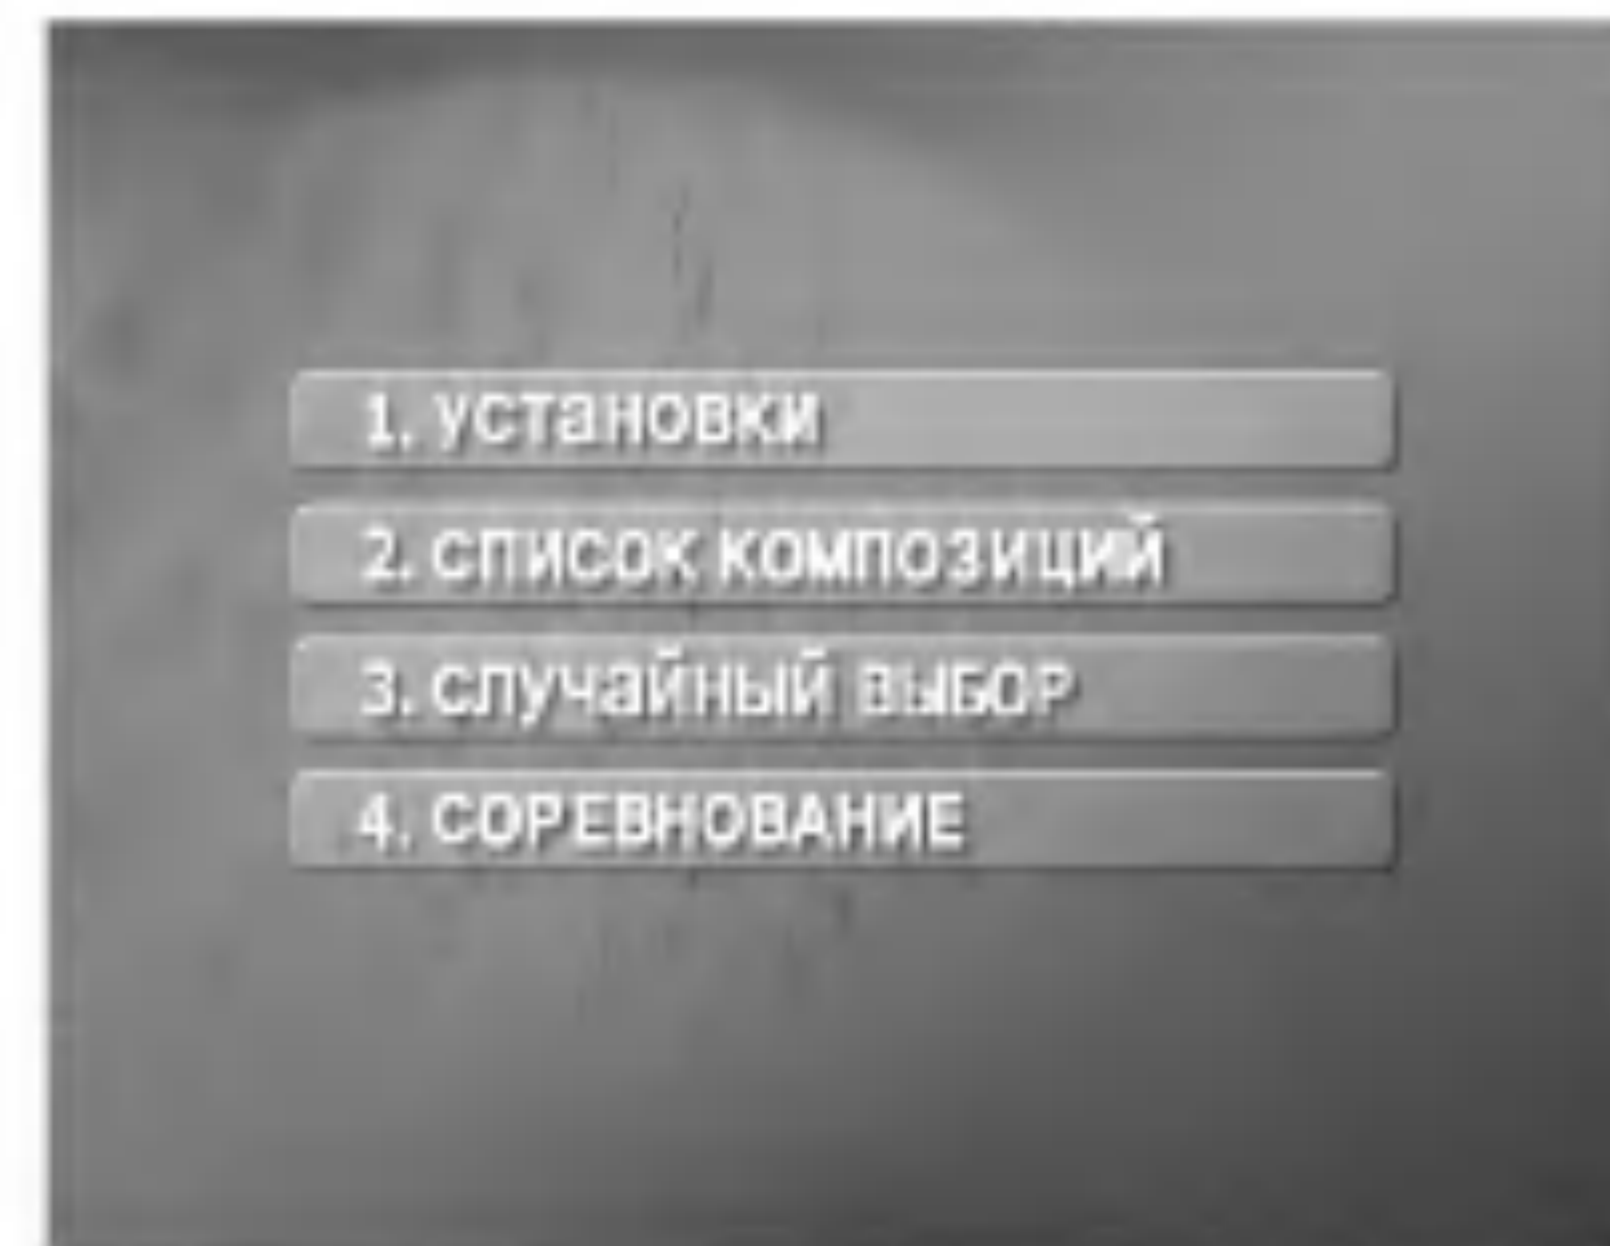 1. Установки
2. Список композиций
3. Случайный ВЫБОР
4. СОРЕВНОВАНИЕ